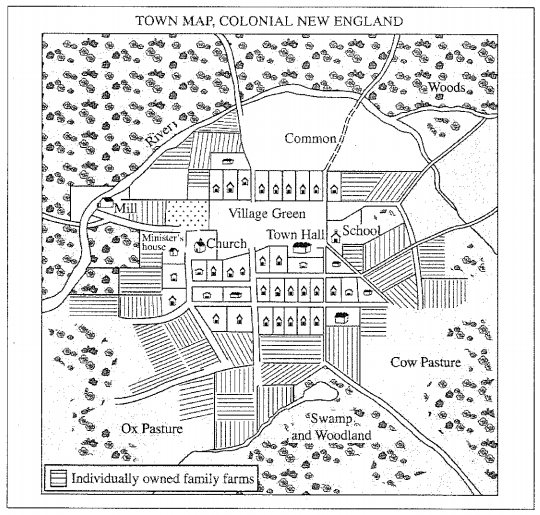 TOWN MAP, COLONIAL NEW ENGLAND
Woods
River
Common
Mill
Village Green
Minister's
house
Church
Town Hall
School
Cow Pasture
Ox Pasture
Swamp
and Woodland
Individually owned family farms